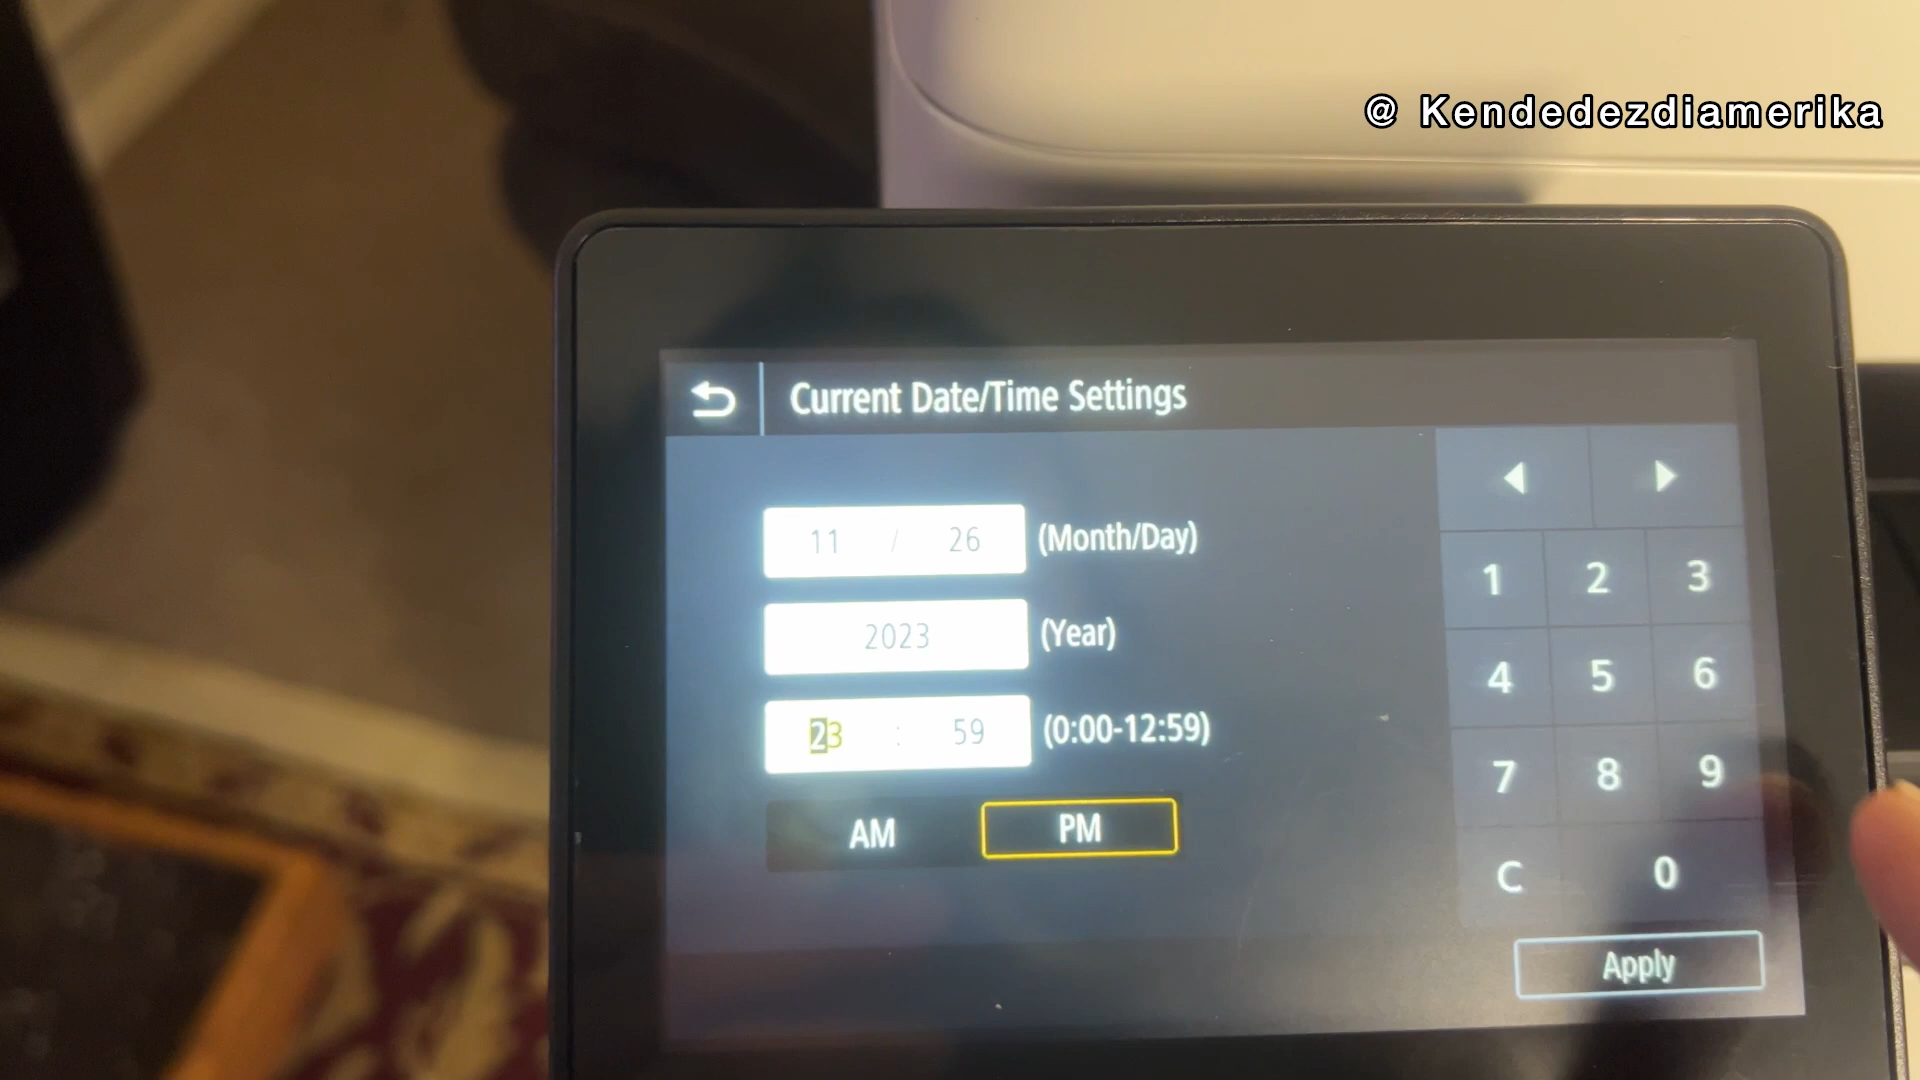 @ Kendedezdiamerika
Current Date/Time Settings
11 / 26 (Month/Day)
2023 (Year)
23 : 59 (0:00-12:59)
AM PM
1 2 3
4 5 6
7 8 9
C 0
Apply